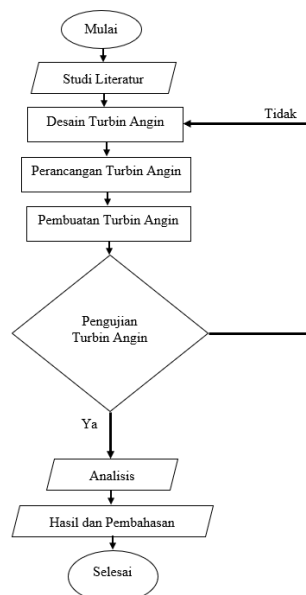 Mulai
Studi Literatur
Desain Turbin Angin
Tidak
Perancangan Turbin Angin
Pembuatan Turbin Angin
Pengujian
Turbin Angin
Ya
Analisis
Hasil dan Pembahasan
Selesai